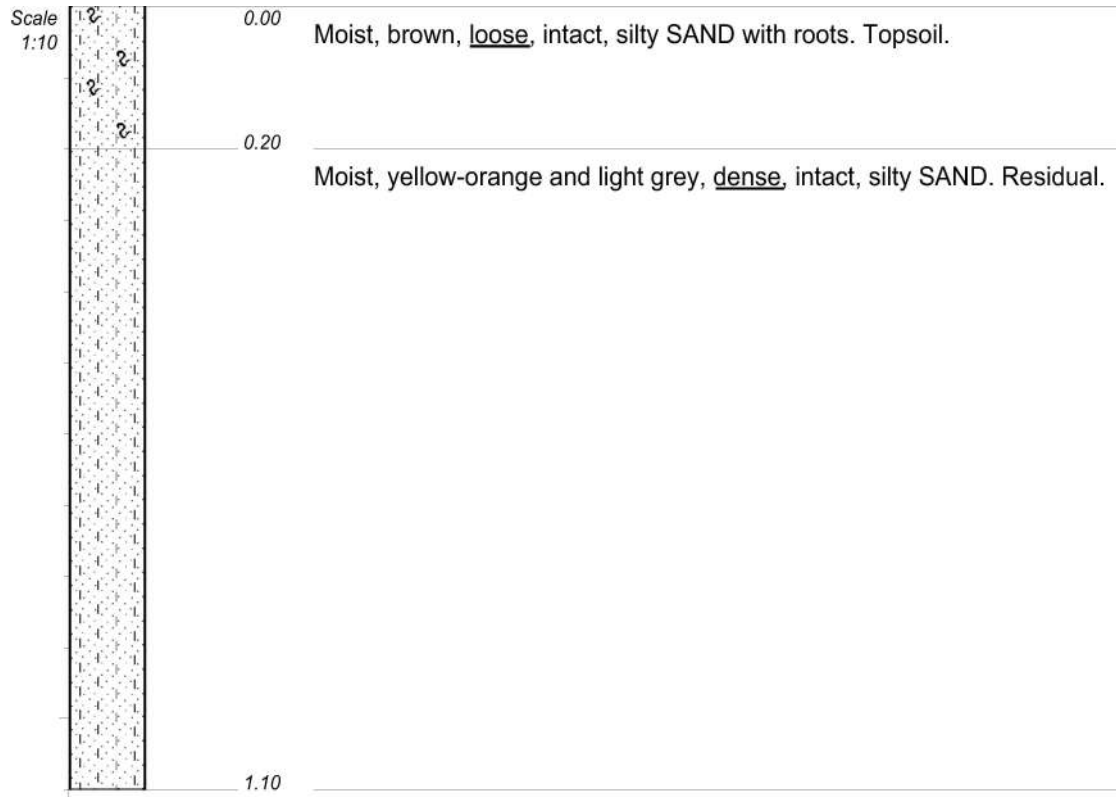 Scale
1:10
0.00
Moist, brown, loose, intact, silty SAND with roots. Topsoil.
0.20
Moist, yellow-orange and light grey, dense, intact, silty SAND. Residual.
1.10